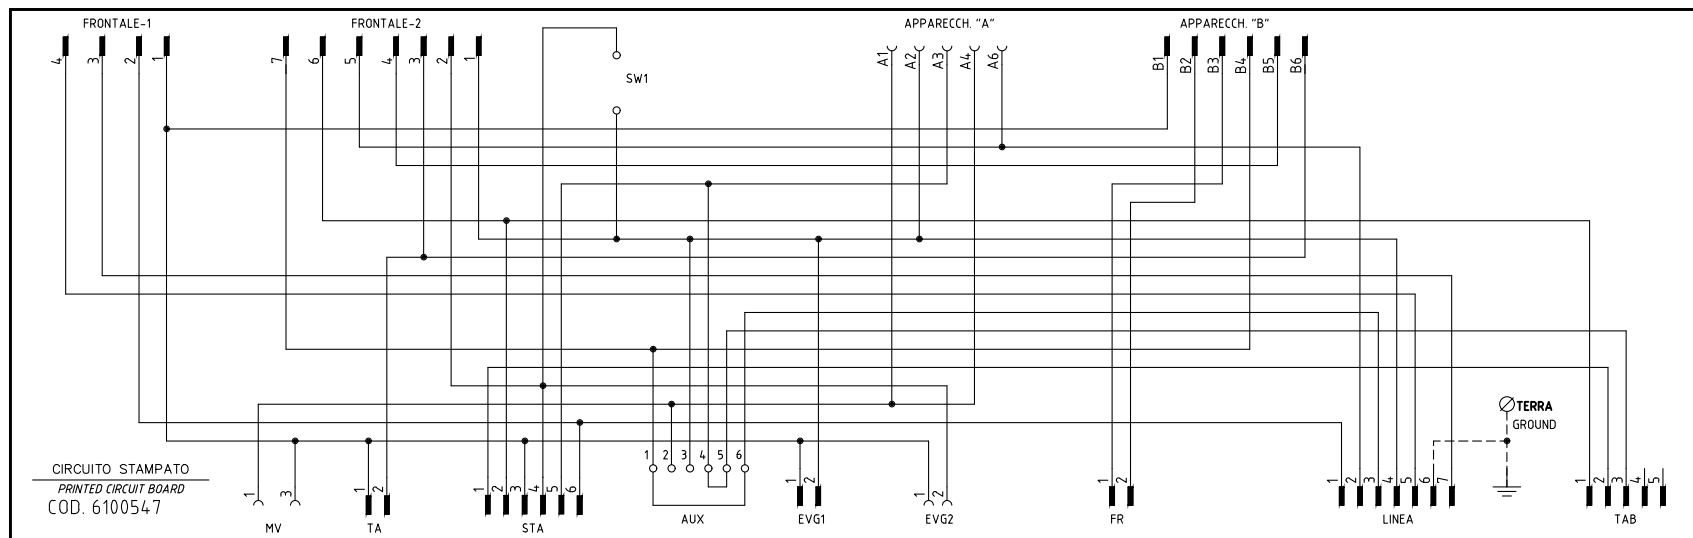 FRONTALE-1 FRONTALE-2 APPARECCH. "A" APPARECCH. "B"
4 3 2 1 7 6 5 4 3 2 1 A1 A2 A3 A4 A6 B1 B2 B3 B4 B5 B6
SW1
TERRA
GROUND
1 2 3 4 5 6
CIRCUITO STAMPATO
PRINTED CIRCUIT BOARD
COD. 6100547
1 3 1 2 1 2 3 4 5 6 1 2 1 2 1 2 1 2 3 4 5 6 7 1 2 3 4 5
MV TA STA AUX EVG1 EVG2 FR LINEA TAB